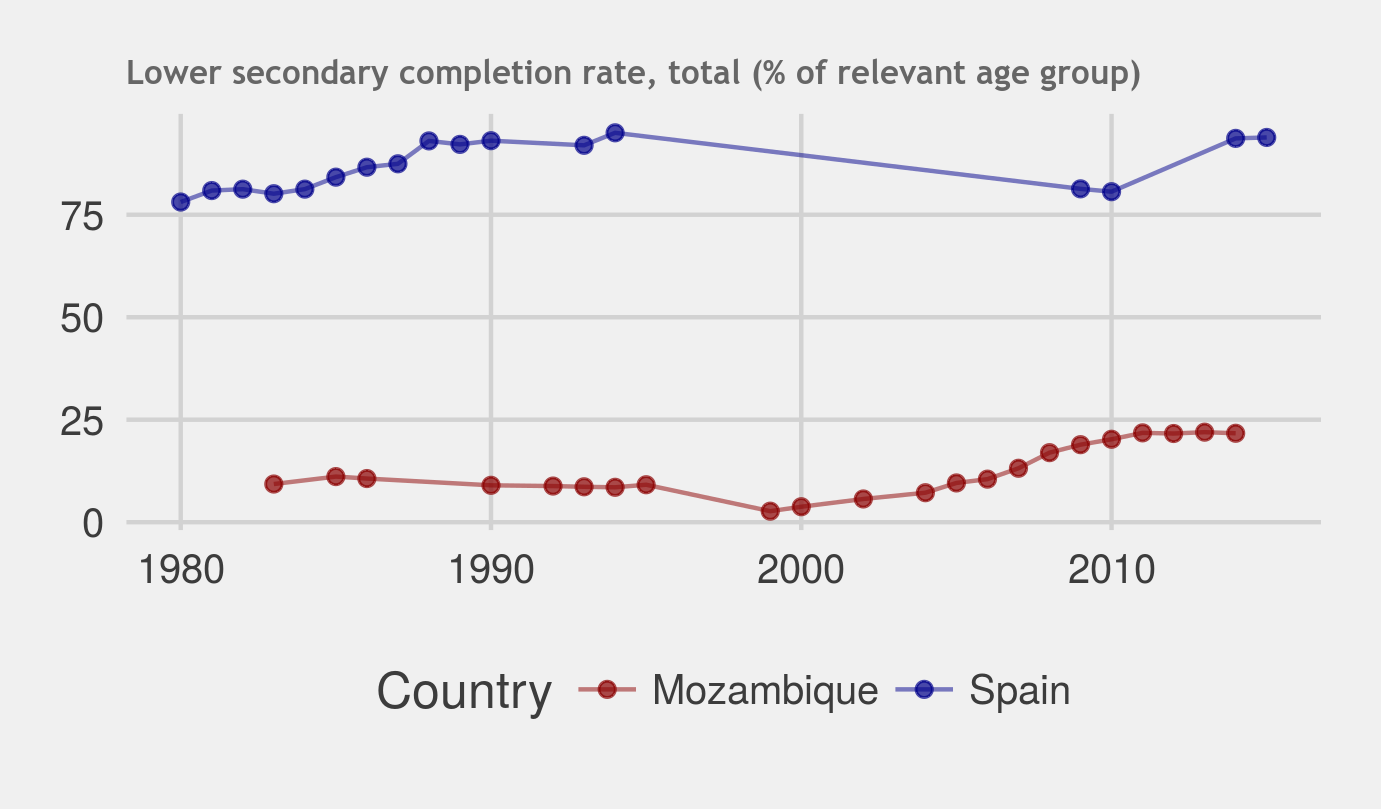 Lower secondary completion rate, total (% of relevant age group)
75
50
25
0
1980 1990 2000 2010
Country Mozambique Spain